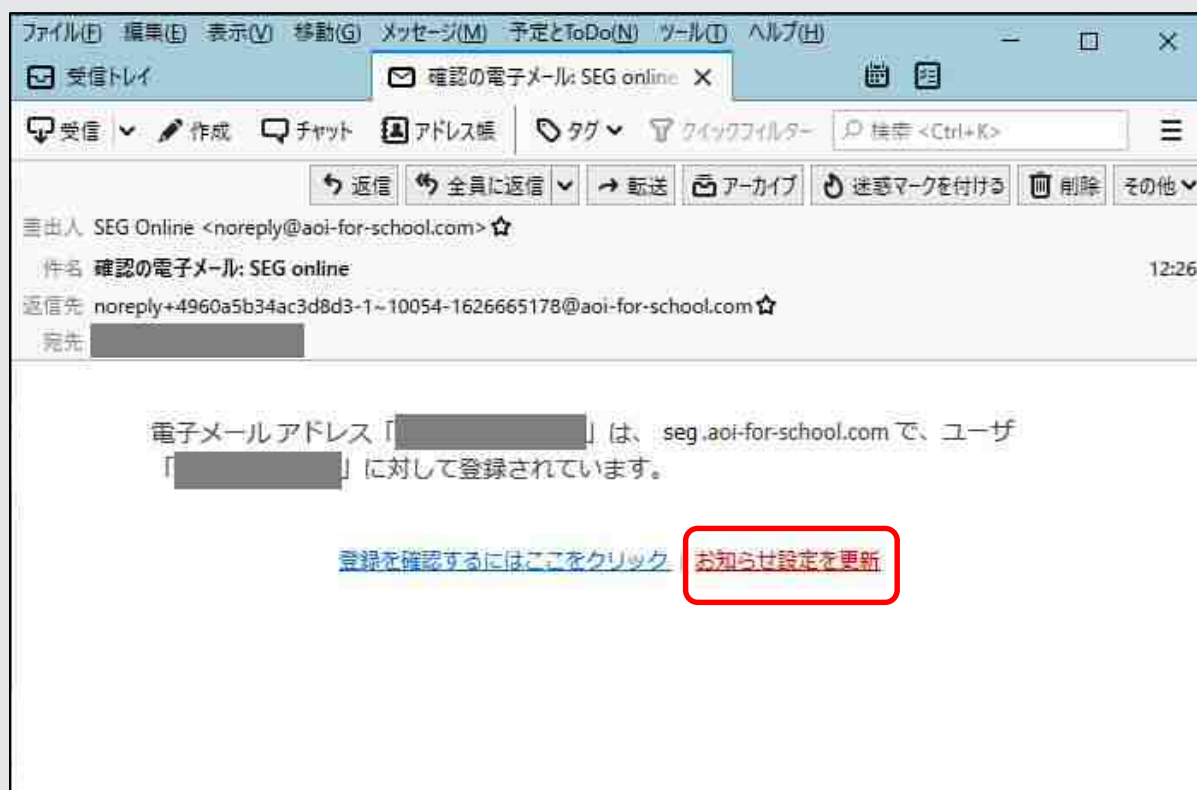 ファイル(F) 編集(E) 表示(V) 移動(G) メッセージ(M) 予定とToDo(N) ツール(T) ヘルプ(H)
受信トレイ 確認の電子メール: SEG online
受信 作成 チャット アドレス帳 タグ クイックフィルター 検索 <Ctrl+K>
返信 全員に返信 転送 アーカイブ 迷惑マークを付ける 削除 その他
差出人 SEG Online <noreply@aoi-for-school.com>
件名 確認の電子メール: SEG online 12:26
返信先 noreply+4960a5b34ac3d8d3-1~10054-1626665178@aoi-for-school.com
宛先
電子メール アドレス「 」は、 seg.aoi-for-school.com で、ユーザ
「 」に対して登録されています。
登録を確認するにはここをクリック | お知らせ設定を更新